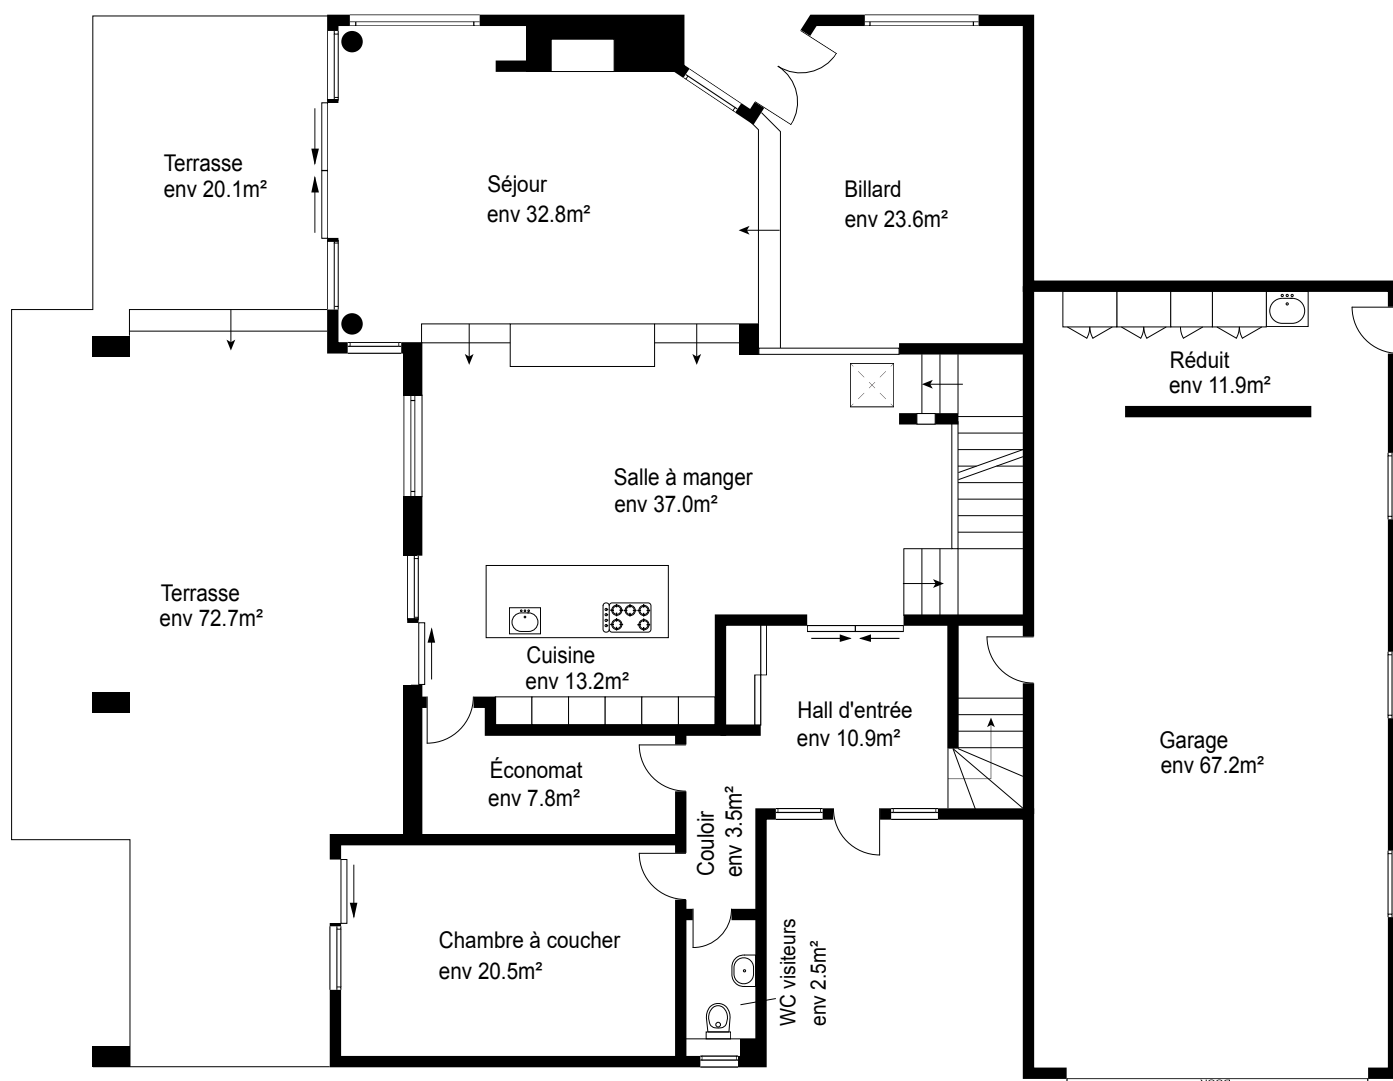 Terrasse
env 20.1m²
Séjour
env 32.8m²
Billard
env 23.6m²
Réduit
env 11.9m²
Salle à manger
env 37.0m²
Terrasse
env 72.7m²
Cuisine
env 13.2m²
Hall d'entrée
env 10.9m²
Garage
env 67.2m²
Économat
env 7.8m²
Couloir
env 3.5m²
Chambre à coucher
env 20.5m²
WC visiteurs
env 2.5m²